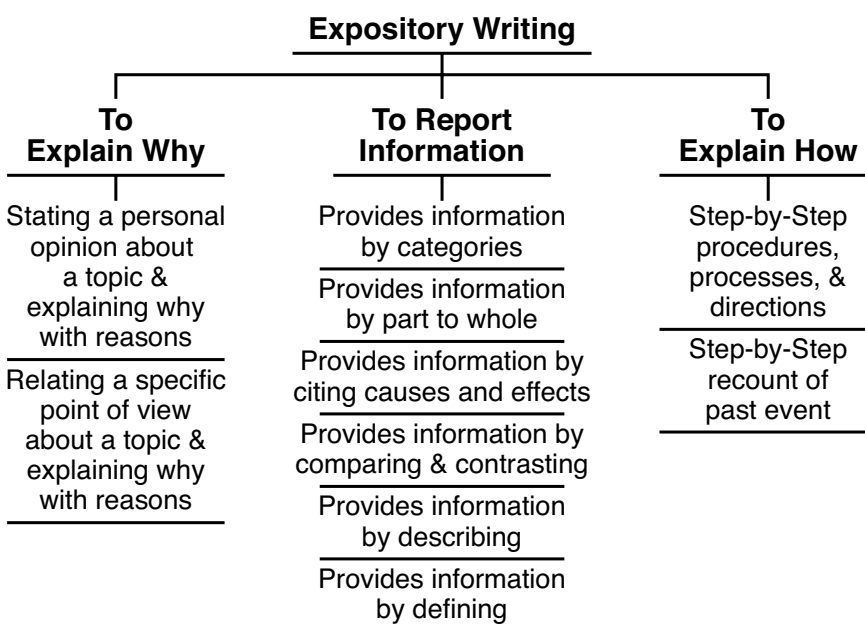 Expository Writing
To
Explain Why
Stating a personal
opinion about
a topic &
explaining why
with reasons
Relating a specific
point of view
about a topic &
explaining why
with reasons
To Report
Information
Provides information
by categories
Provides information
by part to whole
Provides information by
citing causes and effects
Provides information by
comparing & contrasting
Provides information
by describing
Provides information
by defining
To
Explain How
Step-by-Step
procedures,
processes, &
directions
Step-by-Step
recount of
past event